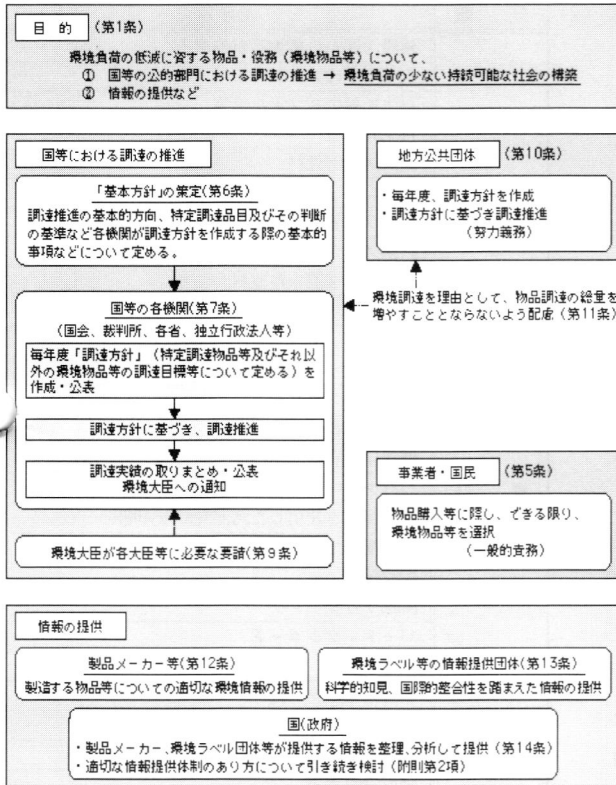 目 的 (第1条)
環境負荷の低減に資する物品・役務（環境物品等）について、
① 国等の公的部門における調達の推進 → 環境負荷の少ない持続可能な社会の構築
② 情報の提供など
国等における調達の推進
「基本方針」の策定(第6条)
調達推進の基本的方向、特定調達品目及びその判断
の基準など各機関が調達方針を作成する際の基本的
事項などについて定める。
国等の各機関(第7条)
（国会、裁判所、各省、独立行政法人等）
毎年度「調達方針」（特定調達物品等及びそれ以
外の環境物品等の調達目標等について定める）を
作成・公表
調達方針に基づき、調達推進
調達実績の取りまとめ・公表
環境大臣への通知
環境大臣が各大臣等に必要な要請(第9条)
地方公共団体 (第10条)
・毎年度、調達方針を作成
・調達方針に基づき調達推進
（努力義務）
環境調達を理由として、物品調達の総量を
増やすこととならないよう配慮（第11条）
事業者・国民 (第5条)
物品購入等に際し、できる限り、
環境物品等を選択
（一般的責務）
情報の提供
製品メーカー等(第12条)
製造する物品等についての適切な環境情報の提供
環境ラベル等の情報提供団体(第13条)
科学的知見、国際的整合性を踏まえた情報の提供
国(政府)
・製品メーカー、環境ラベル団体等が提供する情報を整理、分析して提供（第14条）
・適切な情報提供体制のあり方について引き続き検討（附則第2項）